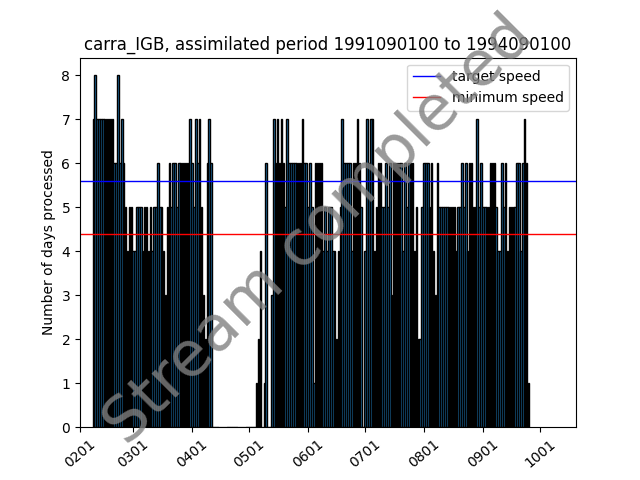 carra_IGB, assimilated period 1991090100 to 1994090100
target speed
minimum speed
Stream completed
Number of days processed
8
7
6
5
4
3
2
1
0
0201 0301 0401 0501 0601 0701 0801 0901 1001